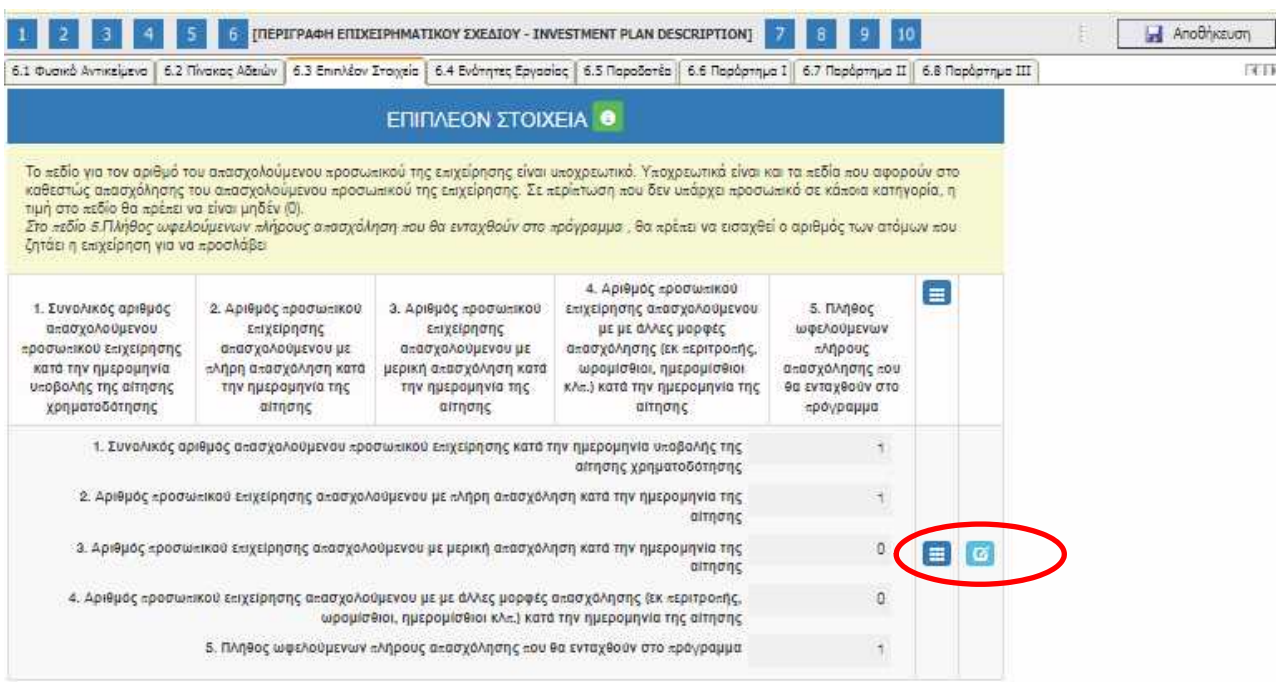 1 2 3 4 5 6 [ΠΕΡΙΓΡΑΦΗ ΕΠΙΧΕΙΡΗΜΑΤΙΚΟΥ ΣΧΕΔΙΟΥ - INVESTMENT PLAN DESCRIPTION] 7 8 9 10 Αποθήκευση
6.1 Φυσικό Αντικείμενο 6.2 Πίνακας Αδειών 6.3 Επιπλέον Στοιχεία 6.4 Ενότητες Εργασίας 6.5 Παραδοτέα 6.6 Παράρτημα I 6.7 Παράρτημα II 6.8 Παράρτημα III
ΕΠΙΠΛΕΟΝ ΣΤΟΙΧΕΙΑ
Το πεδίο για τον αριθμό του απασχολούμενου προσωπικού της επιχείρησης είναι υποχρεωτικό. Υποχρεωτικά είναι και τα πεδία που αφορούν στο
καθεστώς απασχόλησης του απασχολούμενου προσωπικού της επιχείρησης. Σε περίπτωση που δεν υπάρχει προσωπικό σε κάποια κατηγορία, η
τιμή στο πεδίο θα πρέπει να είναι μηδέν (0).
Στο πεδίο 5.Πλήθος ωφελούμενων πλήρους απασχόληση που θα ενταχθούν στο πρόγραμμα , θα πρέπει να εισαχθεί ο αριθμός των ατόμων που
ζητάει η επιχείρηση για να προσλάβει
1. Συνολικός αριθμός
απασχολούμενου
προσωπικού επιχείρησης
κατά την ημερομηνία
υποβολής της αίτησης
χρηματοδότησης
2. Αριθμός προσωπικού
επιχείρησης
απασχολούμενου με
πλήρη απασχόληση κατά
την ημερομηνία της
αίτησης
3. Αριθμός προσωπικού
επιχείρησης
απασχολούμενου με
μερική απασχόληση κατά
την ημερομηνία της
αίτησης
4. Αριθμός προσωπικού
επιχείρησης απασχολούμενου
με με άλλες μορφές
απασχόλησης (εκ περιτροπής,
ωρομίσθιοι, ημερομίσθιοι
κλπ.) κατά την ημερομηνία της
αίτησης
5. Πλήθος
ωφελούμενων
πλήρους
απασχόλησης που
θα ενταχθούν στο
πρόγραμμα
1. Συνολικός αριθμός απασχολούμενου προσωπικού επιχείρησης κατά την ημερομηνία υποβολής της 1
αίτησης χρηματοδότησης
2. Αριθμός προσωπικού επιχείρησης απασχολούμενου με πλήρη απασχόληση κατά την ημερομηνία της 1
αίτησης
3. Αριθμός προσωπικού επιχείρησης απασχολούμενου με μερική απασχόληση κατά την ημερομηνία της 0
αίτησης
4. Αριθμός προσωπικού επιχείρησης απασχολούμενου με με άλλες μορφές απασχόλησης (εκ περιτροπής, 0
ωρομίσθιοι, ημερομίσθιοι κλπ.) κατά την ημερομηνία της αίτησης
5. Πλήθος ωφελούμενων πλήρους απασχόλησης που θα ενταχθούν στο πρόγραμμα 1